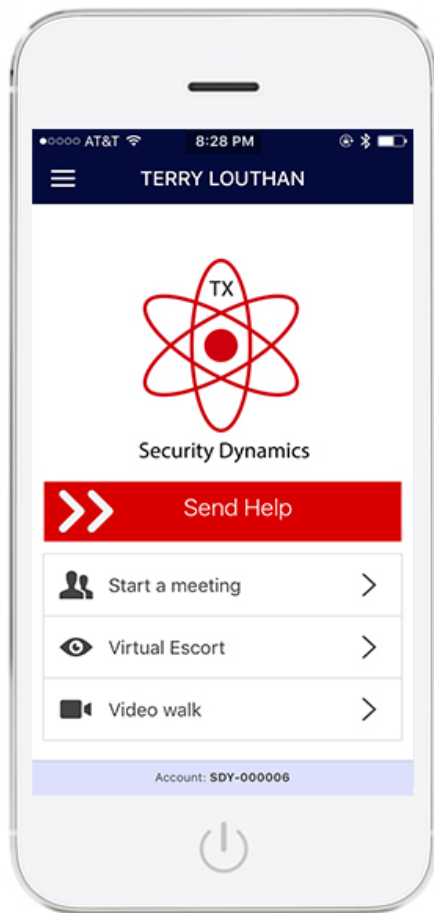 AT&T 8:28 PM
TERRY LOUTHAN
TX
Security Dynamics
Send Help
Start a meeting
Virtual Escort
Video walk
Account: SDY-000006